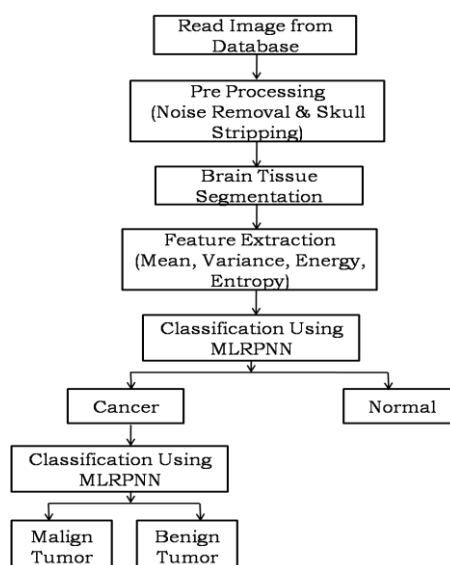 Read Image from
Database
Pre Processing
(Noise Removal & Skull
Stripping)
Brain Tissue
Segmentation
Feature Extraction
(Mean, Variance, Energy,
Entropy)
Classification Using
MLRPNN
Cancer
Normal
Classification Using
MLRPNN
Malign
Tumor
Benign
Tumor